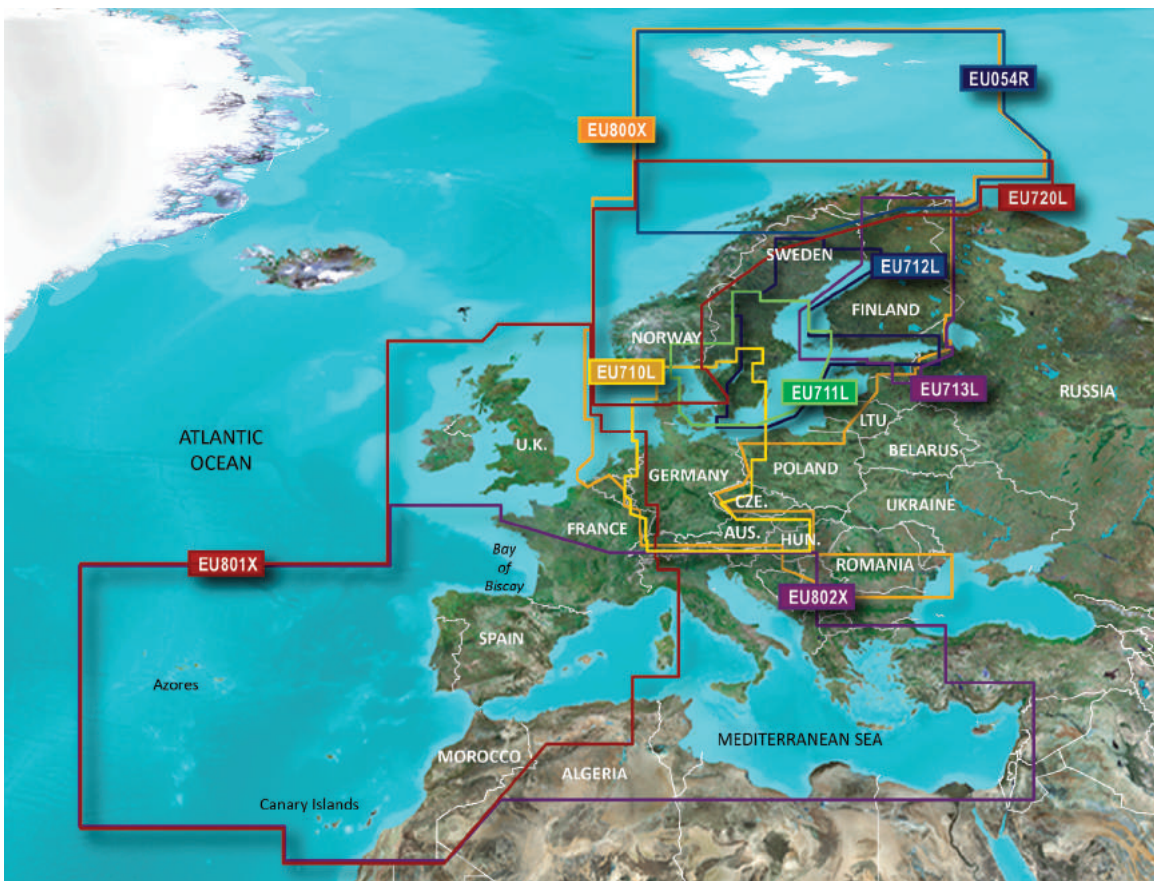 EU054R
EU800X
EU720L
SWEDEN
EU712L
FINLAND
NORWAY
EU710L
EU711L
EU713L
RUSSIA
LTU.
ATLANTIC
OCEAN
U.K.
BELARUS
GERMANY
POLAND
CZE.
UKRAINE
FRANCE
AUS.
HUN.
Bay
of
Biscay
EU801X
ROMANIA
EU802X
SPAIN
Azores
MEDITERRANEAN SEA
MOROCCO
ALGERIA
Canary Islands